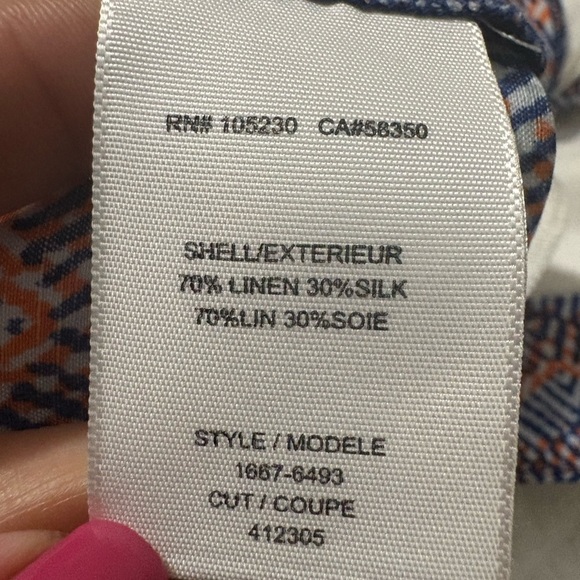 RN# 105230 CA#58350
SHELL/EXTERIEUR
70% LINEN 30%SILK
70%LIN 30%SOIE
STYLE / MODELE
1667-6493
CUT / COUPE
412305